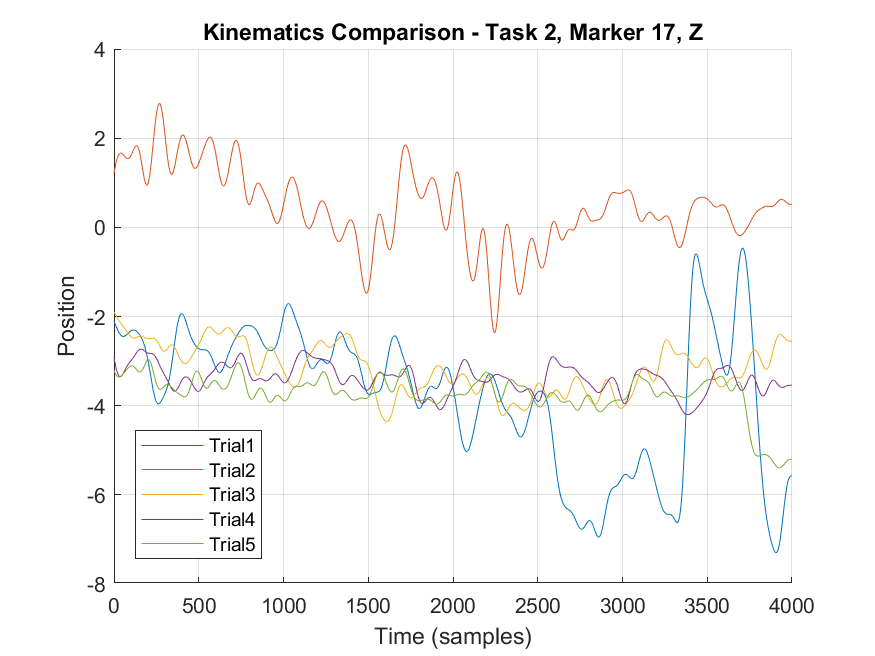 Kinematics Comparison - Task 2, Marker 17, Z
4
2
0
-2
-4
-6
-8
Position
Trial1
Trial2
Trial3
Trial4
Trial5
0 500 1000 1500 2000 2500 3000 3500 4000
Time (samples)